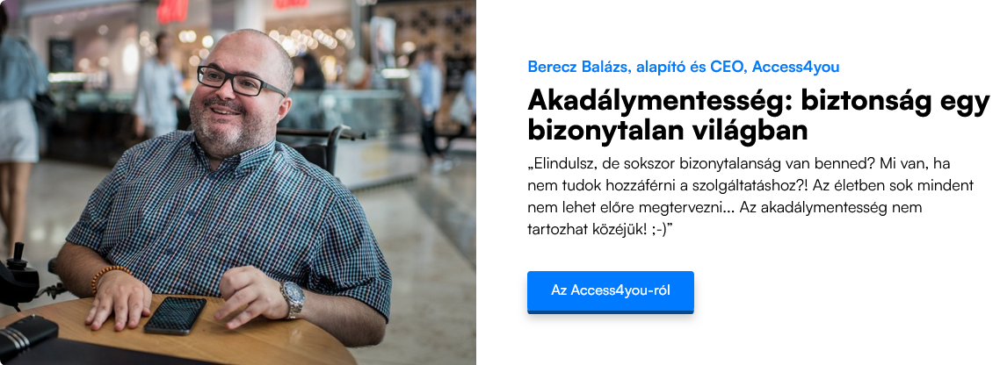 Berecz Balázs, alapító és CEO, Access4you
Akadálymentesség: biztonság egy
bizonytalan világban
„Elindulsz, de sokszor bizonytalanság van benned? Mi van, ha
nem tudok hozzáférni a szolgáltatáshoz?! Az életben sok mindent
nem lehet előre megtervezni... Az akadálymentesség nem
tartozhat közéjük! ;-)”
Az Access4you-ról